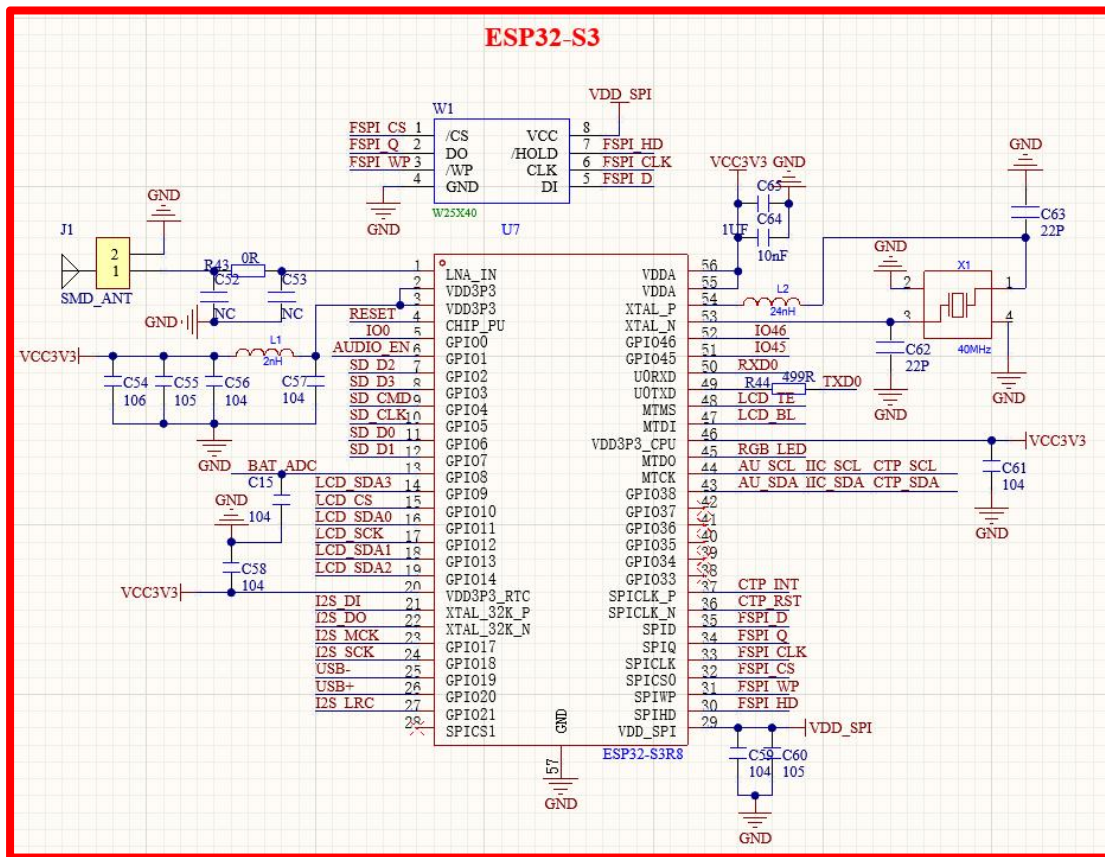 ESP32-S3
VDD_SPI
W1
FSPI_CS 1 /CS VCC 8
FSPI_Q 2 DO /HOLD 7 FSPI_HD
FSPI_WP 3 /WP CLK 6 FSPI_CLK
4 GND DI 5 FSPI_D
W25X40
GND
U7
VCC3V3 GND
C65
1UF
C64
10nF
GND
C63
22P
GND
J1
2
1
SMD_ANT
R43 0R
C52
NC
C53
NC
GND
VCC3V3
L1
2nH
C54
106
C55
105
C56
104
C57
104
GND
GND
X1
2
1
3
4
40MHz
L2
24nH
C62
22P
GND
GND
1 LNA_IN
2 VDD3P3
3 VDD3P3
RESET 4 CHIP_PU
IO0 5 GPIO0
AUDIO_EN 6 GPIO1
SD_D2 7 GPIO2
SD_D3 8 GPIO3
SD_CMD 9 GPIO4
SD_CLK 10 GPIO5
SD_D0 11 GPIO6
SD_D1 12 GPIO7
BAT_ADC 13 GPIO8
LCD_SDA3 14 GPIO9
LCD_CS 15 GPIO10
LCD_SDA0 16 GPIO11
LCD_SCK 17 GPIO12
LCD_SDA1 18 GPIO13
LCD_SDA2 19 GPIO14
20 VDD3P3_RTC
I2S_DI 21 XTAL_32K_P
I2S_DO 22 XTAL_32K_N
I2S_MCK 23 GPIO17
I2S_SCK 24 GPIO18
USB- 25 GPIO19
USB+ 26 GPIO20
I2S_LRC 27 GPIO21
28 SPICS1
C15
104
GND
C58
104
VCC3V3
VDDA 56
VDDA 55
XTAL_P 54
XTAL_N 53
GPIO46 52 IO46
GPIO45 51 IO45
U0RXD 50 RXD0
U0TXD 49 R44 499R TXD0
MTMS 48 LCD_TE
MTDI 47 LCD_BL
VDD3P3_CPU 46 VCC3V3
MTDO 45 RGB_LED
MTCK 44 AU_SCL IIC_SCL CTP_SCL
GPIO38 43 AU_SDA IIC_SDA CTP_SDA
GPIO37 42
GPIO36 41
GPIO35 40
GPIO34 39
GPIO33 38
SPICLK_P 37 CTP_INT
SPICLK_N 36 CTP_RST
SPID 35 FSPI_D
SPIQ 34 FSPI_Q
SPICLK 33 FSPI_CLK
SPICS0 32 FSPI_CS
SPIWP 31 FSPI_WP
SPIHD 30 FSPI_HD
VDD_SPI 29 VDD_SPI
C61
104
GND
GND
57
GND
ESP32-S3R8
C59
104
C60
105
GND